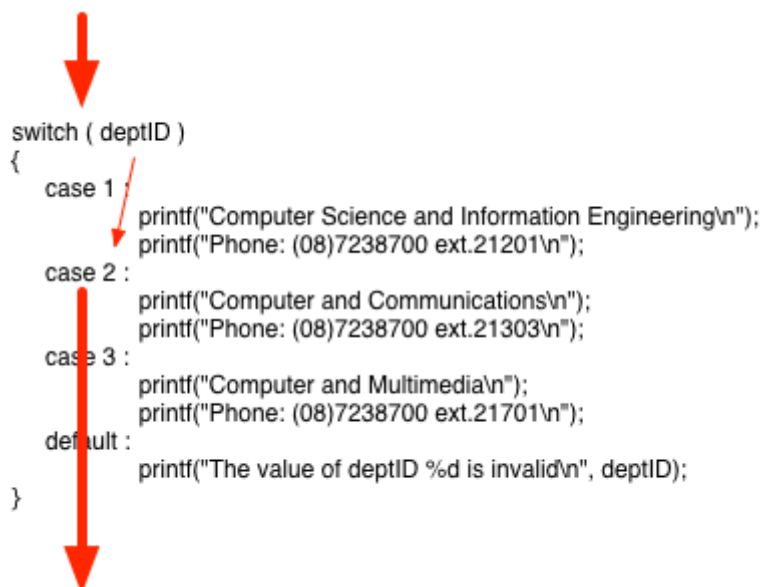 switch ( deptID )
{
case 1 :
printf("Computer Science and Information Engineering\n");
printf("Phone: (08)7238700 ext.21201\n");
case 2 :
printf("Computer and Communications\n");
printf("Phone: (08)7238700 ext.21303\n");
case 3 :
printf("Computer and Multimedia\n");
printf("Phone: (08)7238700 ext.21701\n");
default :
printf("The value of deptID %d is invalid\n", deptID);
}